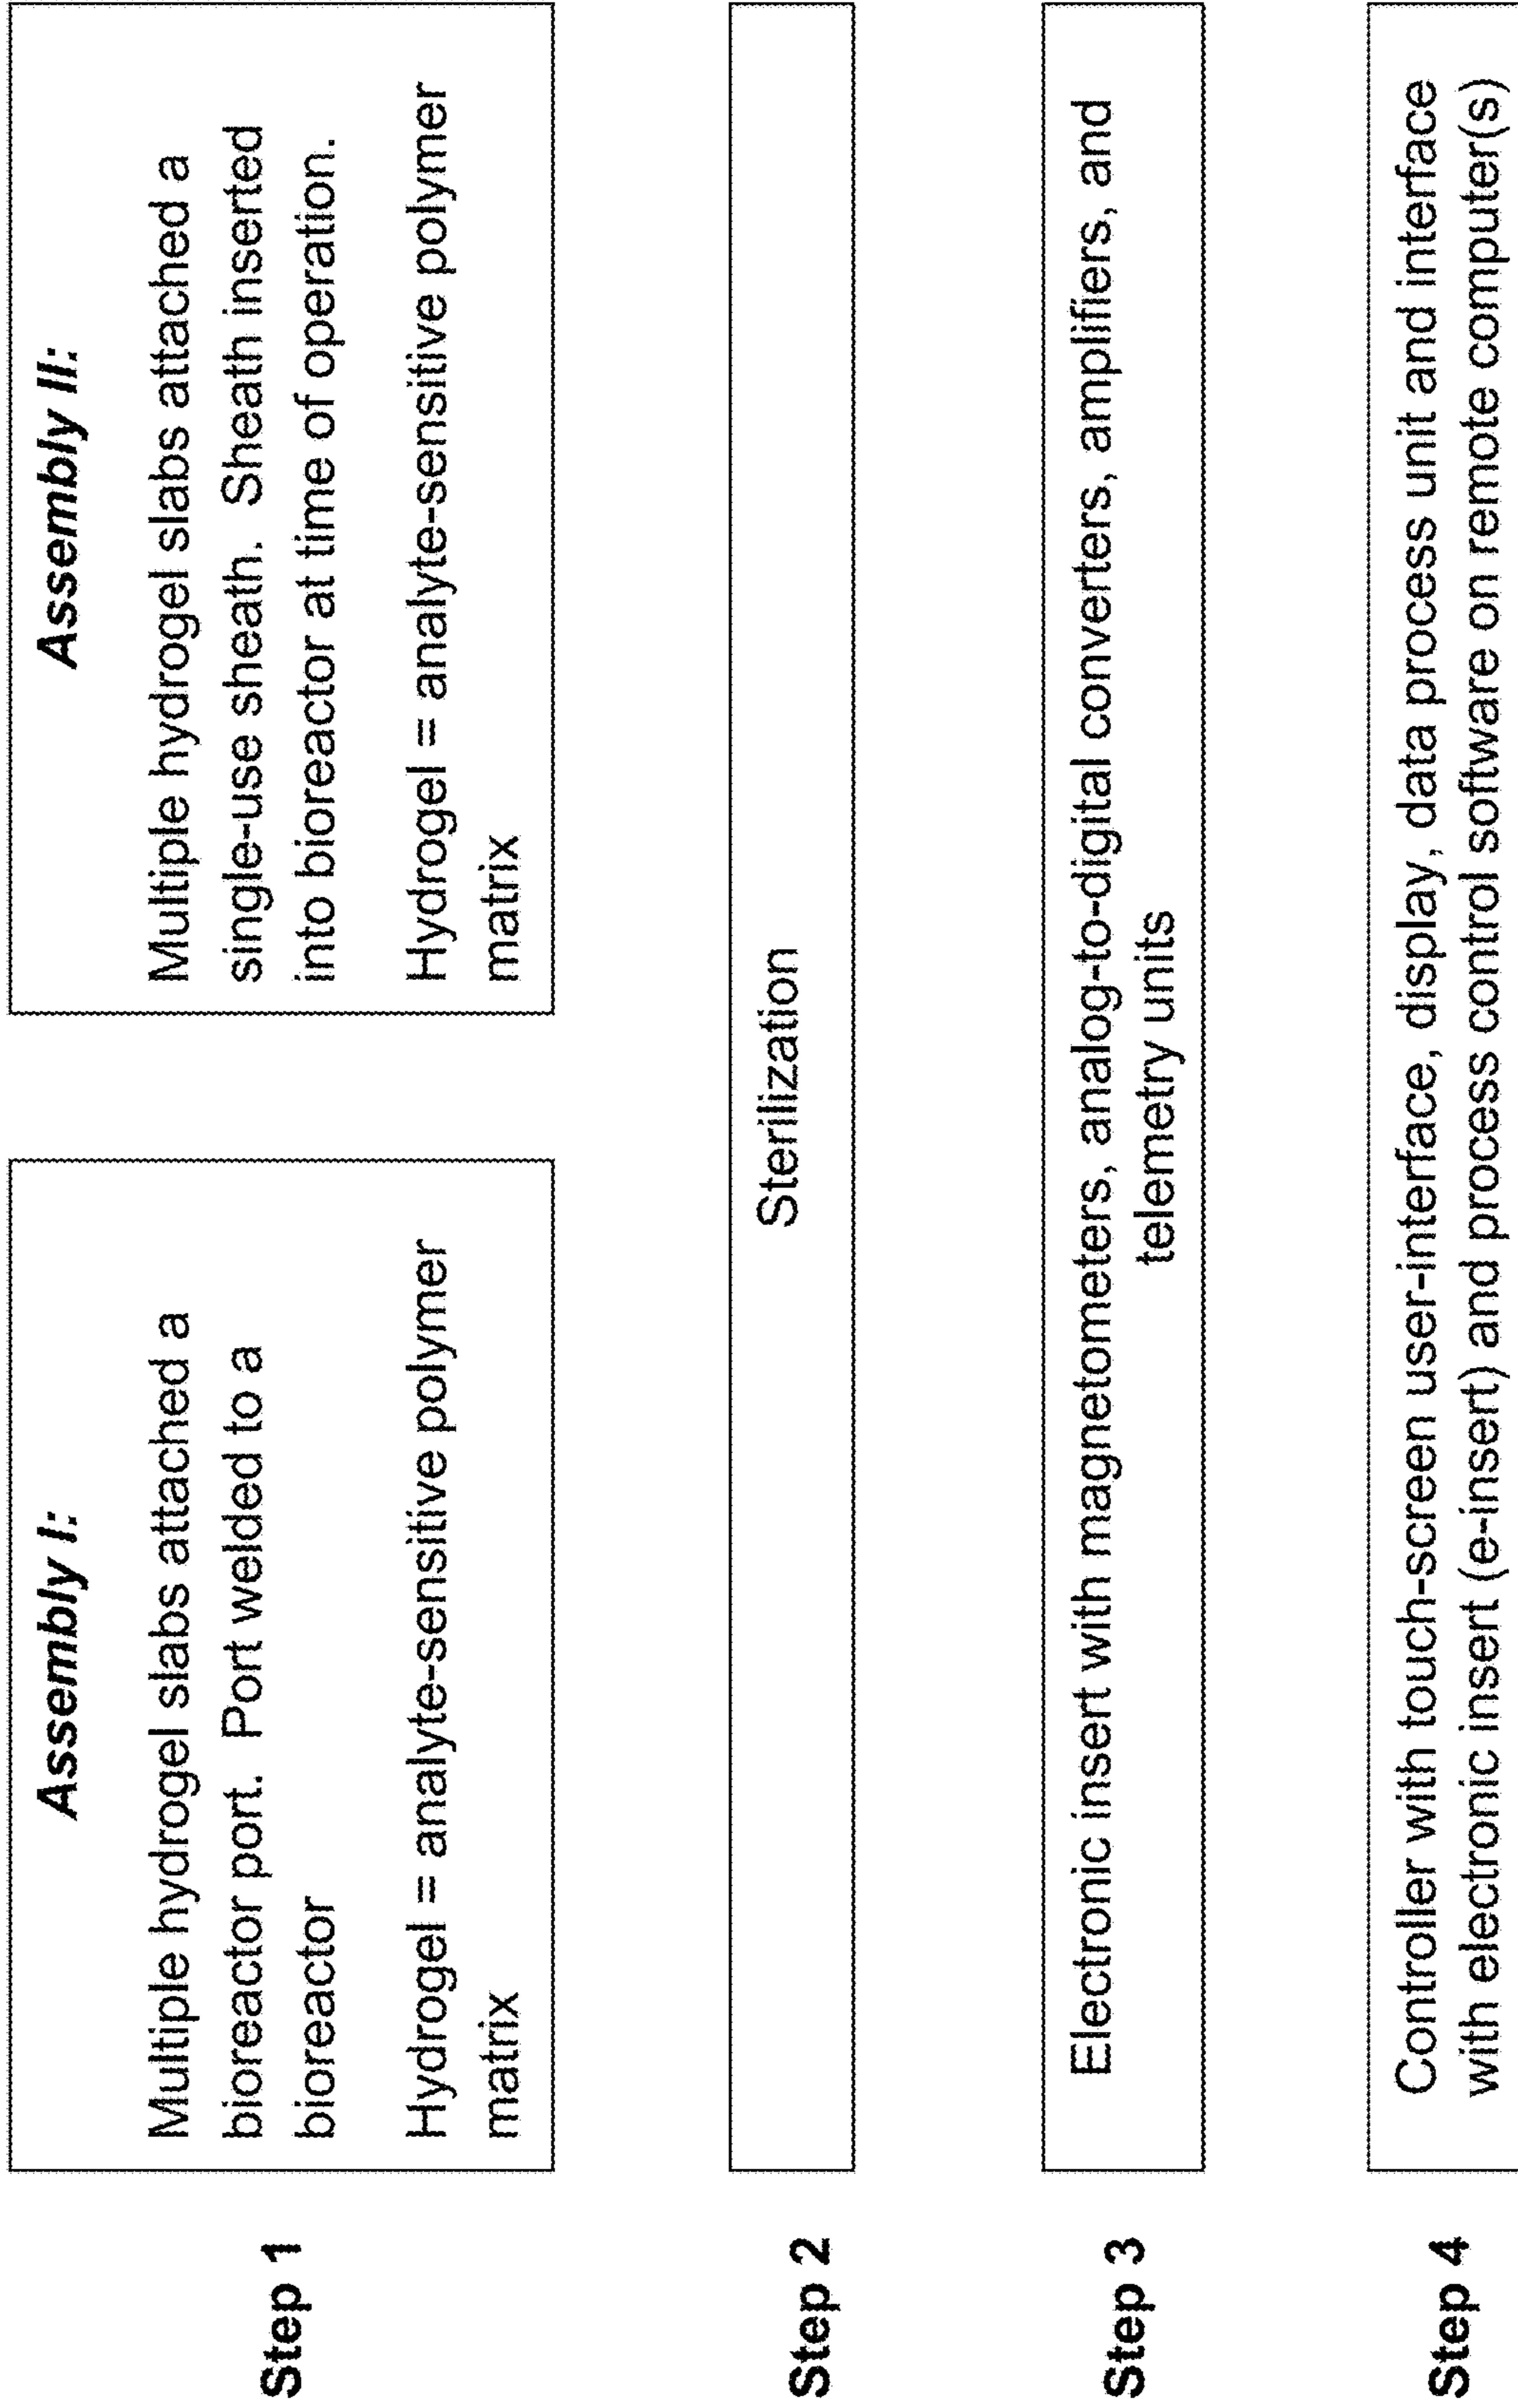 Step 1
Assembly I:
Multiple hydrogel slabs attached a
bioreactor port. Port welded to a
bioreactor
Hydrogel = analyte-sensitive polymer
matrix
Assembly II:
Multiple hydrogel slabs attached a
single-use sheath. Sheath inserted
into bioreactor at time of operation.
Hydrogel = analyte-sensitive polymer
matrix
Step 2
Sterilization
Step 3
Electronic insert with magnetometers, analog-to-digital converters, amplifiers, and
telemetry units
Step 4
Controller with touch-screen user-interface, display, data process unit and interface
with electronic insert (e-insert) and process control software on remote computer(s)